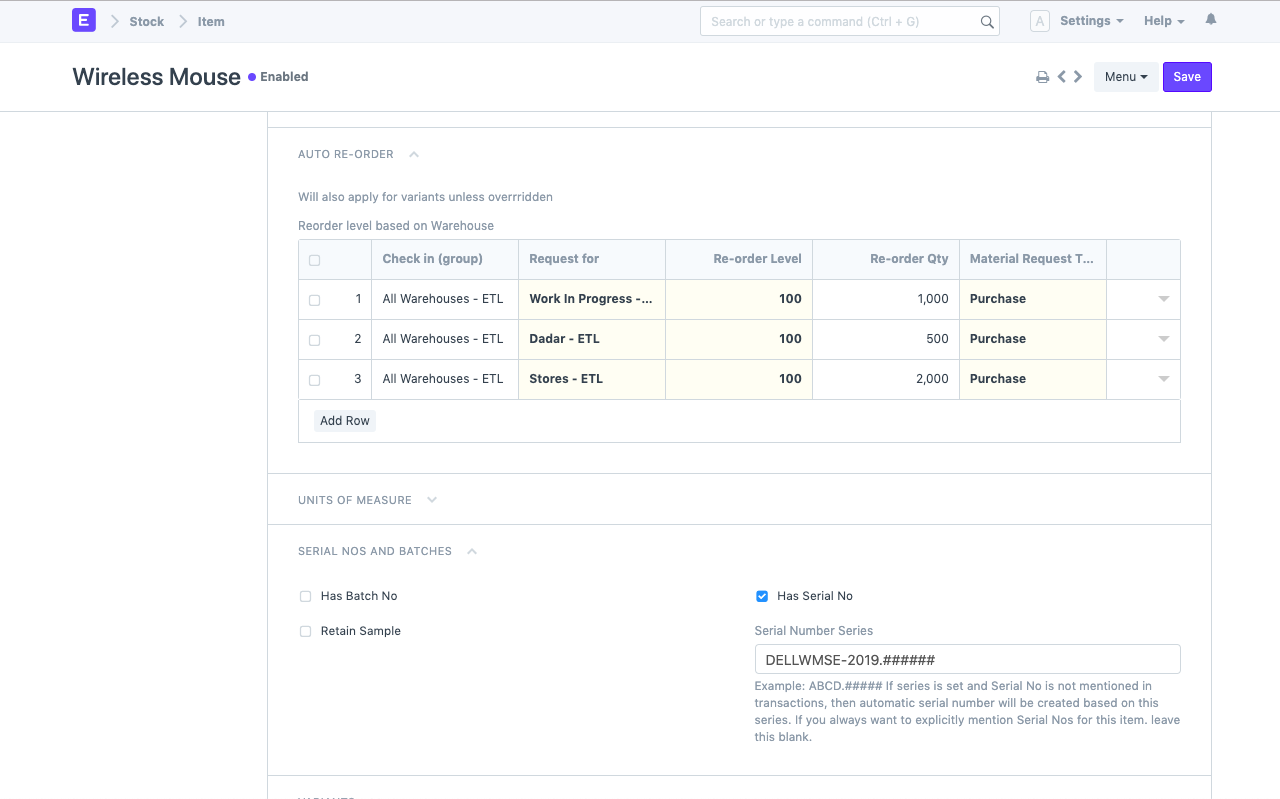 E Stock Item Search or type a command (Ctrl + G) A Settings Help
Wireless Mouse Enabled Menu Save
AUTO RE-ORDER
Will also apply for variants unless overrridden
Reorder level based on Warehouse
Check in (group) Request for Re-order Level Re-order Qty Material Request T...
1 All Warehouses - ETL Work In Progress -... 100 1,000 Purchase
2 All Warehouses - ETL Dadar - ETL 100 500 Purchase
3 All Warehouses - ETL Stores - ETL 100 2,000 Purchase
Add Row
UNITS OF MEASURE
SERIAL NOS AND BATCHES
Has Batch No
Retain Sample
Has Serial No
Serial Number Series
DELLWMSE-2019.######
Example: ABCD.##### If series is set and Serial No is not mentioned in
transactions, then automatic serial number will be created based on this
series. If you always want to explicitly mention Serial Nos for this item. leave
this blank.